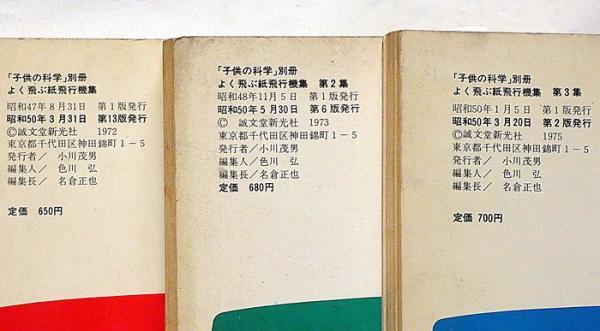 「子供の科学」別冊
よく飛ぶ紙飛行機集
昭和47年8月31日 第1版発行
昭和50年3月31日 第13版発行
©誠文堂新光社 1972
東京都千代田区神田錦町1-5
発行者/小川茂男
編集人/色川 弘
編集長/名倉正也
定価 650円
「子供の科学」別冊
よく飛ぶ紙飛行機集 第2集
昭和48年11月5日 第1版発行
昭和50年5月30日 第6版発行
© 誠文堂新光社 1973
東京都千代田区神田錦町1-5
発行者/小川茂男
編集人/色川 弘
編集長/名倉正也
定価 680円
「子供の科学」別冊
よく飛ぶ紙飛行機集 第3集
昭和50年1月5日 第1版発行
昭和50年3月20日 第2版発行
©誠文堂新光社 1975
東京都千代田区神田錦町1-5
発行者/小川茂男
編集人/色川 弘
編集長/名倉正也
定価 700円